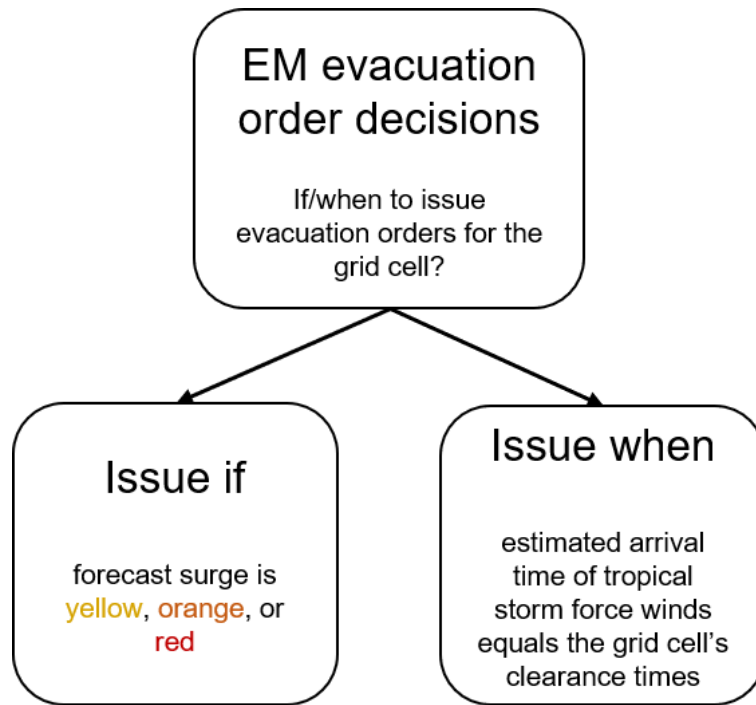 EM evacuation
order decisions
If/when to issue
evacuation orders for the
grid cell?
Issue if
forecast surge is
yellow, orange, or
red
Issue when
estimated arrival
time of tropical
storm force winds
equals the grid cell's
clearance times